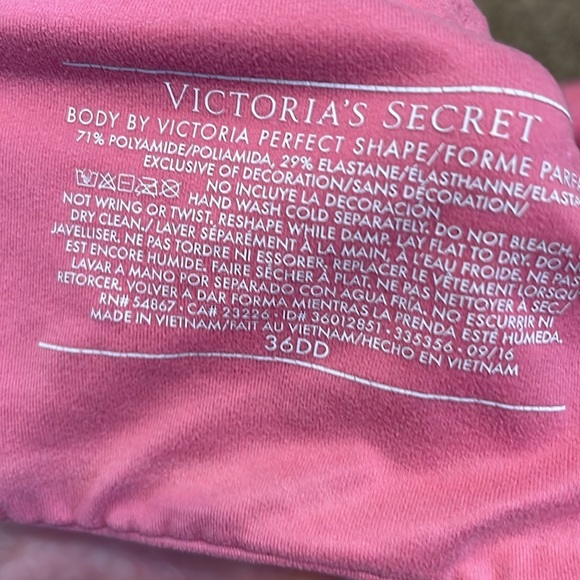 VICTORIA'S SECRET
BODY BY VICTORIA PERFECT SHAPE/FORME
71% POLYAMIDE/POLIAMIDA, 29% ELASTANE/ÉLASTHANNE/
EXCLUSIVE OF DECORATION/SANS DÉCORATION/
NO INCLUYE LA DECORACIÓN
HAND WASH COLD SEPARATELY. DO NOT BLEACH.
NOT WRING OR TWIST. RESHAPE WHILE DAMP. LAY FLAT TO DRY. DO
DRY CLEAN./ LAVER SÉPARÉMENT À LA MAIN, À L'EAU FROIDE. NE PAS
JAVELLISER. NE PAS TORDRE NI ESSORER. REPLACER LE VÊTEMENT LORSQU
EST ENCORE HUMIDE. FAIRE SÉCHER À PLAT. NE PAS NETTOYER À SEC/
LAVAR A MANO POR SEPARADO CON AGUA FRÍA. NO ESCURRIR NI
RETORCER. VOLVER A DAR FORMA MIENTRAS LA PRENDA ESTÉ HÚMEDA.
RN# 54867 · CA# 23226 · ID# 36012851 · 335356 · 09/16
MADE IN VIETNAM/FAIT AU VIETNAM/HECHO EN VIETNAM
36DD